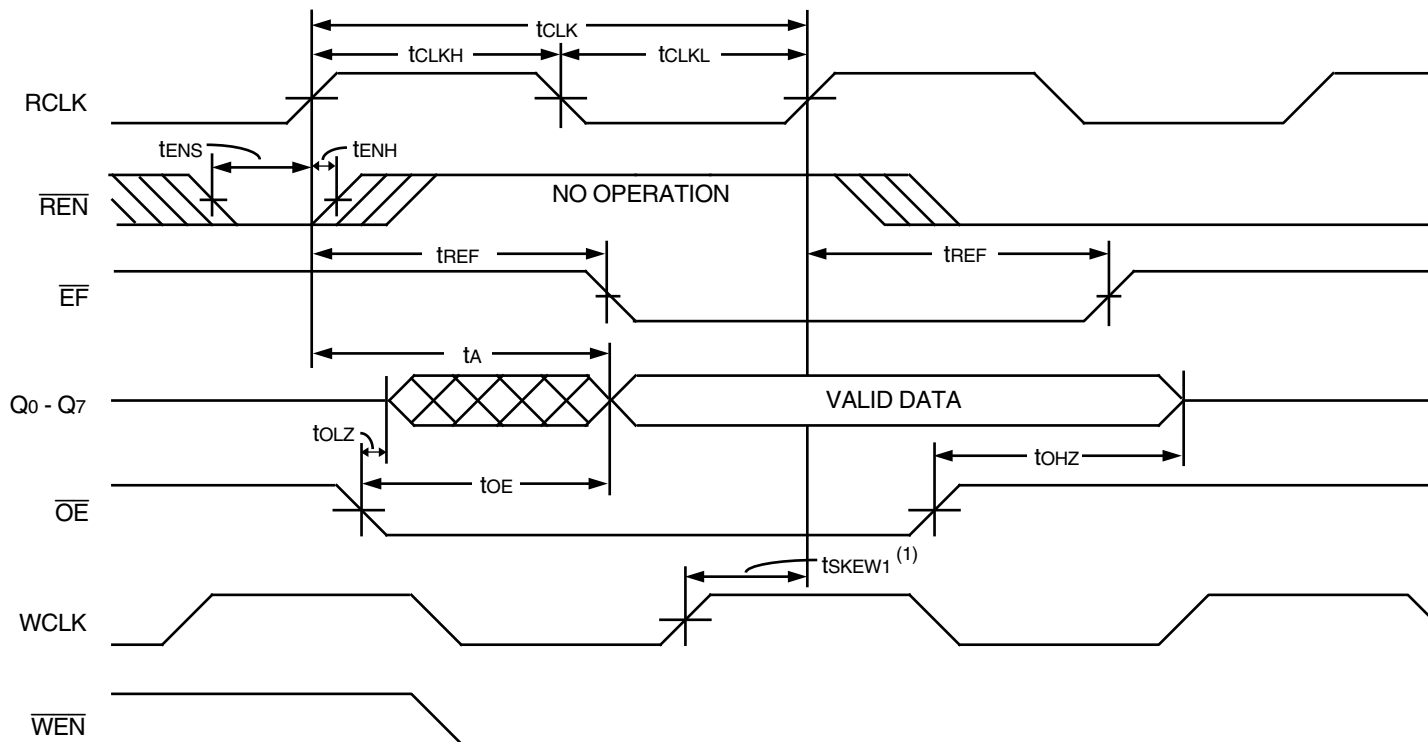 tCLK
tCLKH
tCLKL
RCLK
tENS
tENH
REN
NO OPERATION
tREF
tREF
EF
tA
Q0 - Q7
VALID DATA
tOLZ
tOHZ
tOE
OE
tSKEW1 (1)
WCLK
WEN